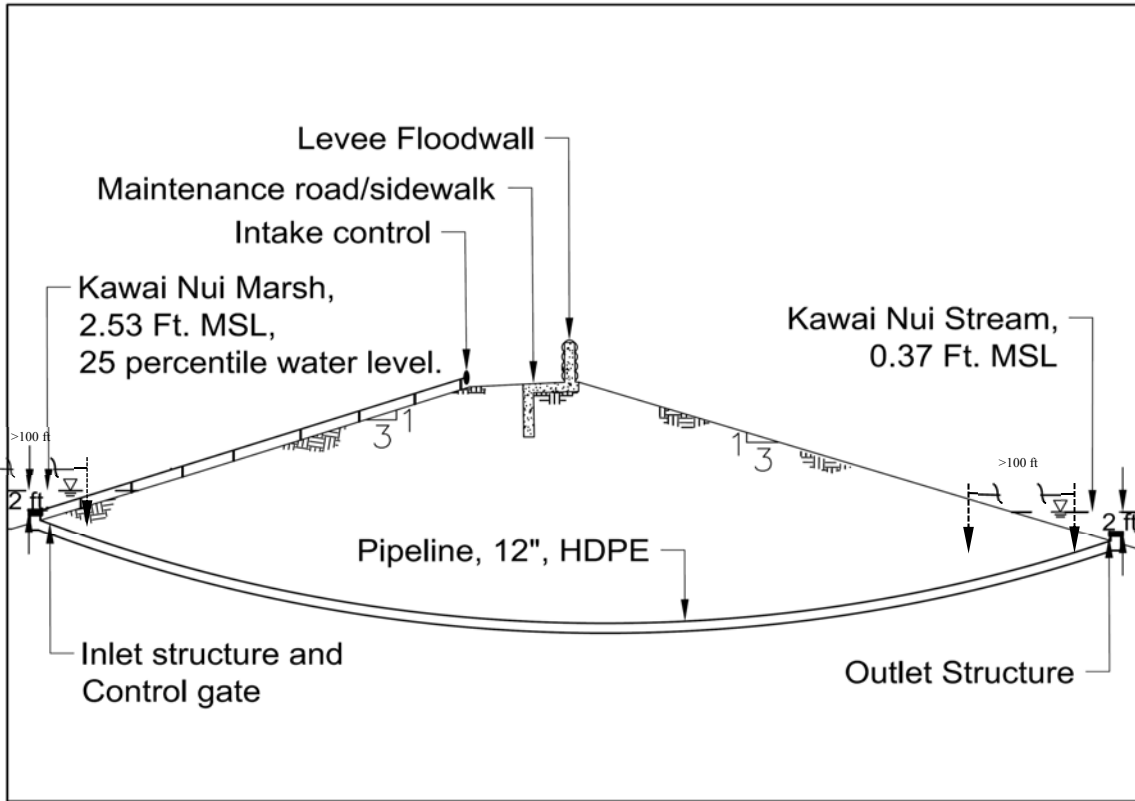 Levee Floodwall
Maintenance road/sidewalk
Intake control
Kawai Nui Marsh,
2.53 Ft. MSL,
25 percentile water level.
Kawai Nui Stream,
0.37 Ft. MSL
>100 ft
2 ft
1
3
1
3
>100 ft
2 ft
Pipeline, 12", HDPE
Inlet structure and
Control gate
Outlet Structure